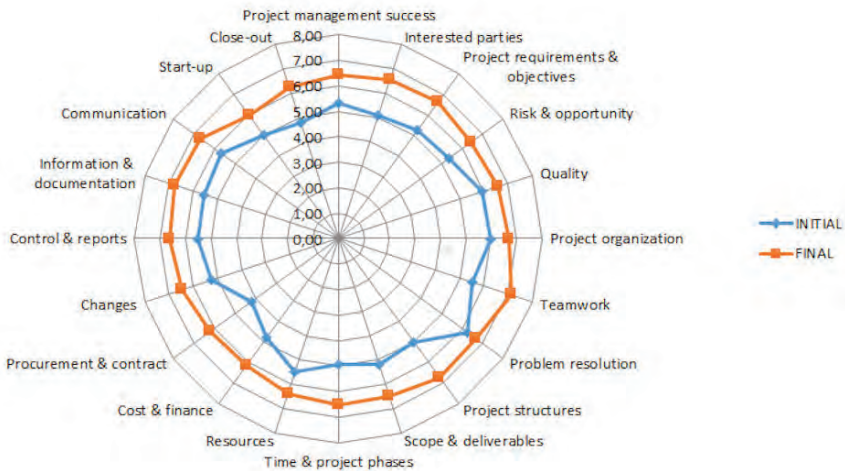 Project management success
Interested parties
Project requirements &
objectives
Risk & opportunity
Quality
Project organization
Teamwork
Problem resolution
Project structures
Scope & deliverables
Time & project phases
Resources
Cost & finance
Procurement & contract
Changes
Control & reports
Information &
documentation
Communication
Start-up
Close-out
8,00
7,00
6,00
5,00
4,00
3,00
2,00
1,00
0,00
INITIAL
FINAL